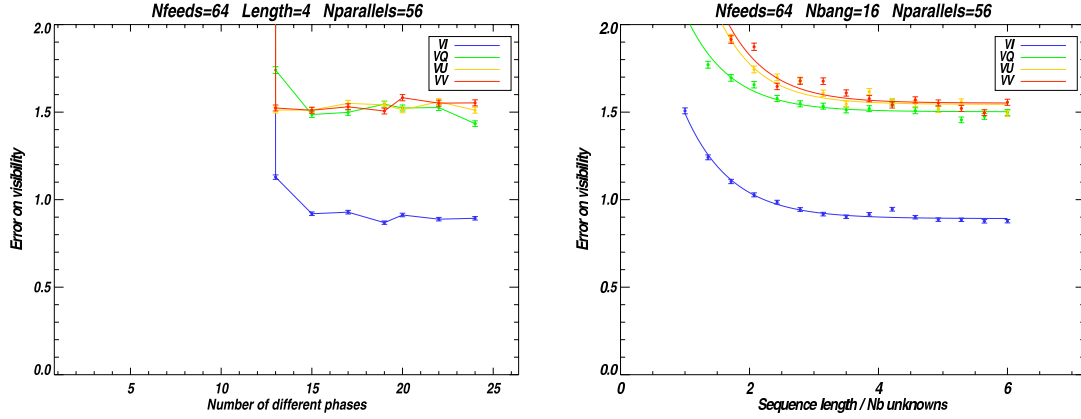 Nfeeds=64 Length=4 Nparallels=56
2.0
1.5
1.0
0.5
0.0
Error on visibility
VI
VQ
VU
VV
5 10 15 20 25
Number of different phases
Nfeeds=64 Nbang=16 Nparallels=56
2.0
1.5
1.0
0.5
0.0
Error on visibility
VI
VQ
VU
VV
0 2 4 6
Sequence length / Nb unknowns